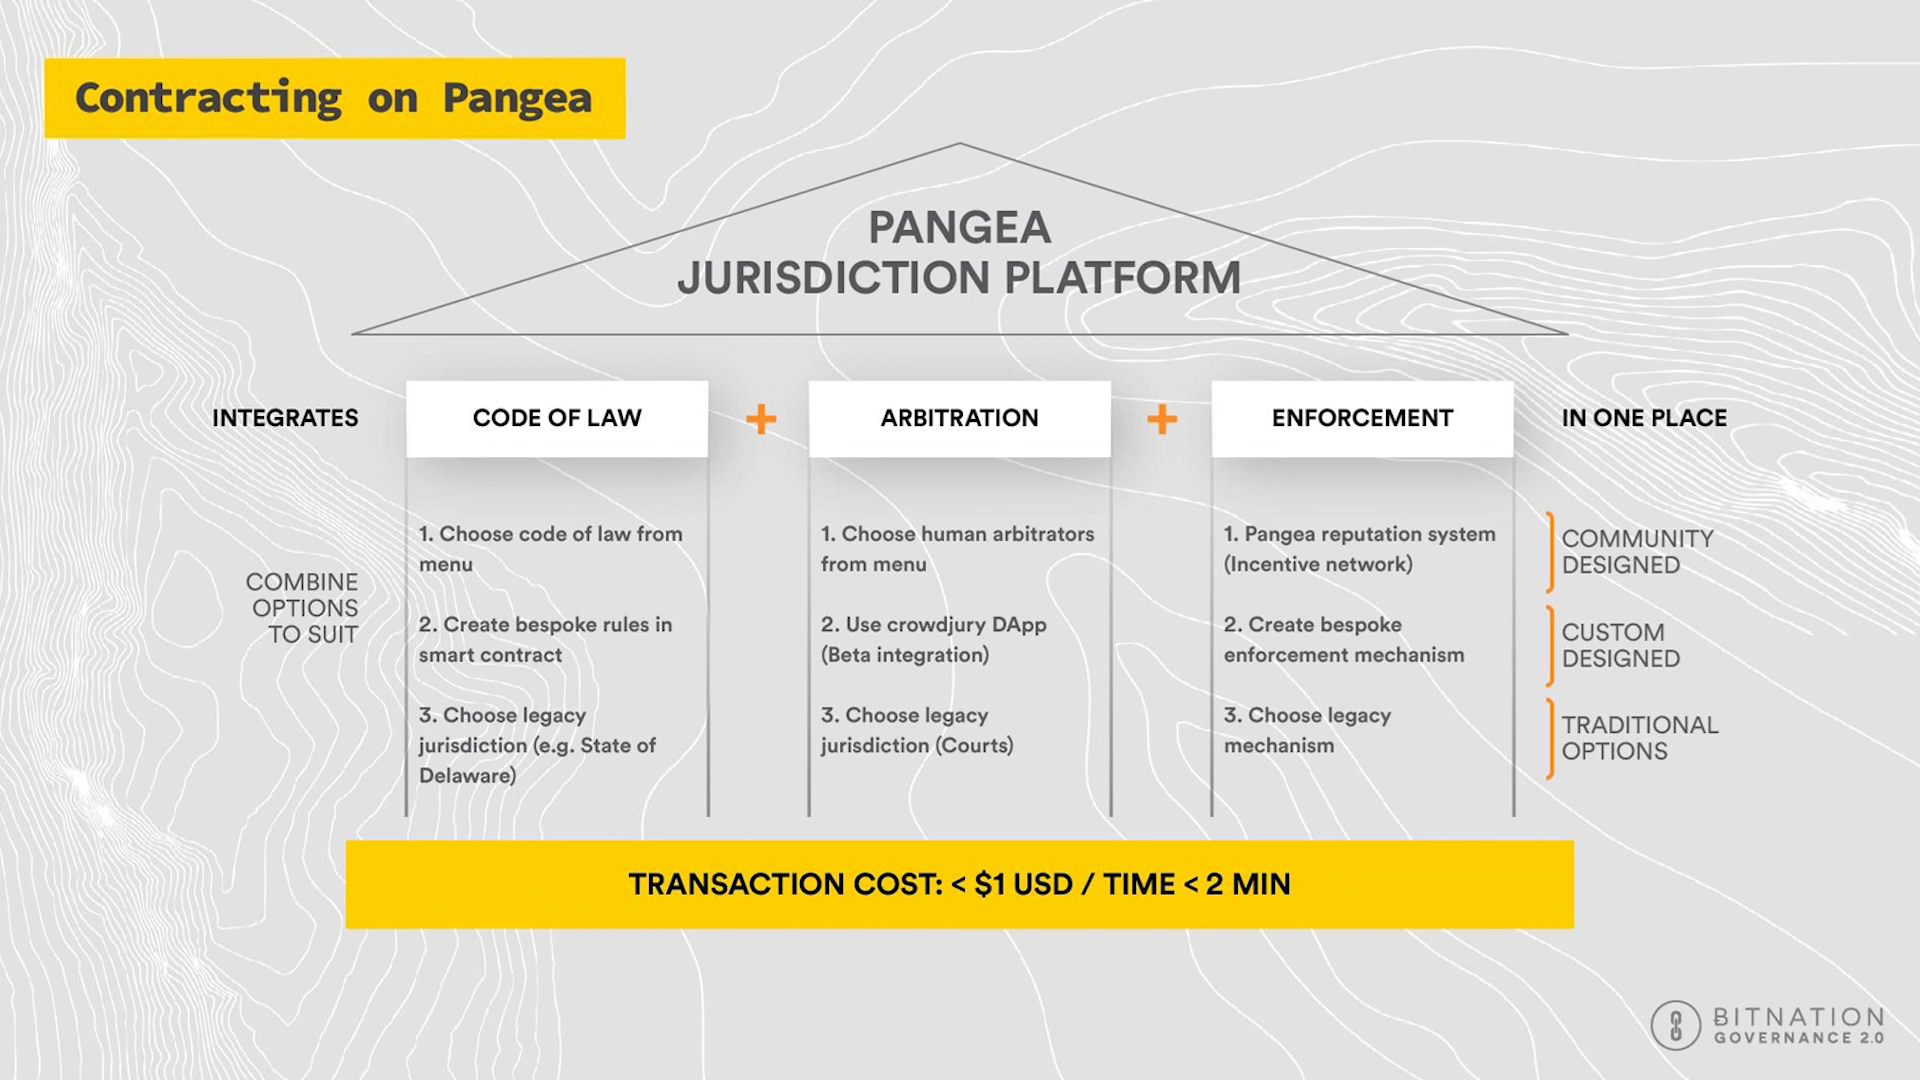 Contracting on Pangea
PANGEA
JURISDICTION PLATFORM
INTEGRATES
CODE OF LAW
+
ARBITRATION
+
ENFORCEMENT
IN ONE PLACE
COMBINE
OPTIONS
TO SUIT
1. Choose code of law from
menu
2. Create bespoke rules in
smart contract
3. Choose legacy
jurisdiction (e.g. State of
Delaware)
1. Choose human arbitrators
from menu
2. Use crowdjury DApp
(Beta integration)
3. Choose legacy
jurisdiction (Courts)
1. Pangea reputation system
(Incentive network)
2. Create bespoke
enforcement mechanism
3. Choose legacy
mechanism
COMMUNITY
DESIGNED
CUSTOM
DESIGNED
TRADITIONAL
OPTIONS
TRANSACTION COST: < $1 USD / TIME < 2 MIN
BITNATION
GOVERNANCE 2.0